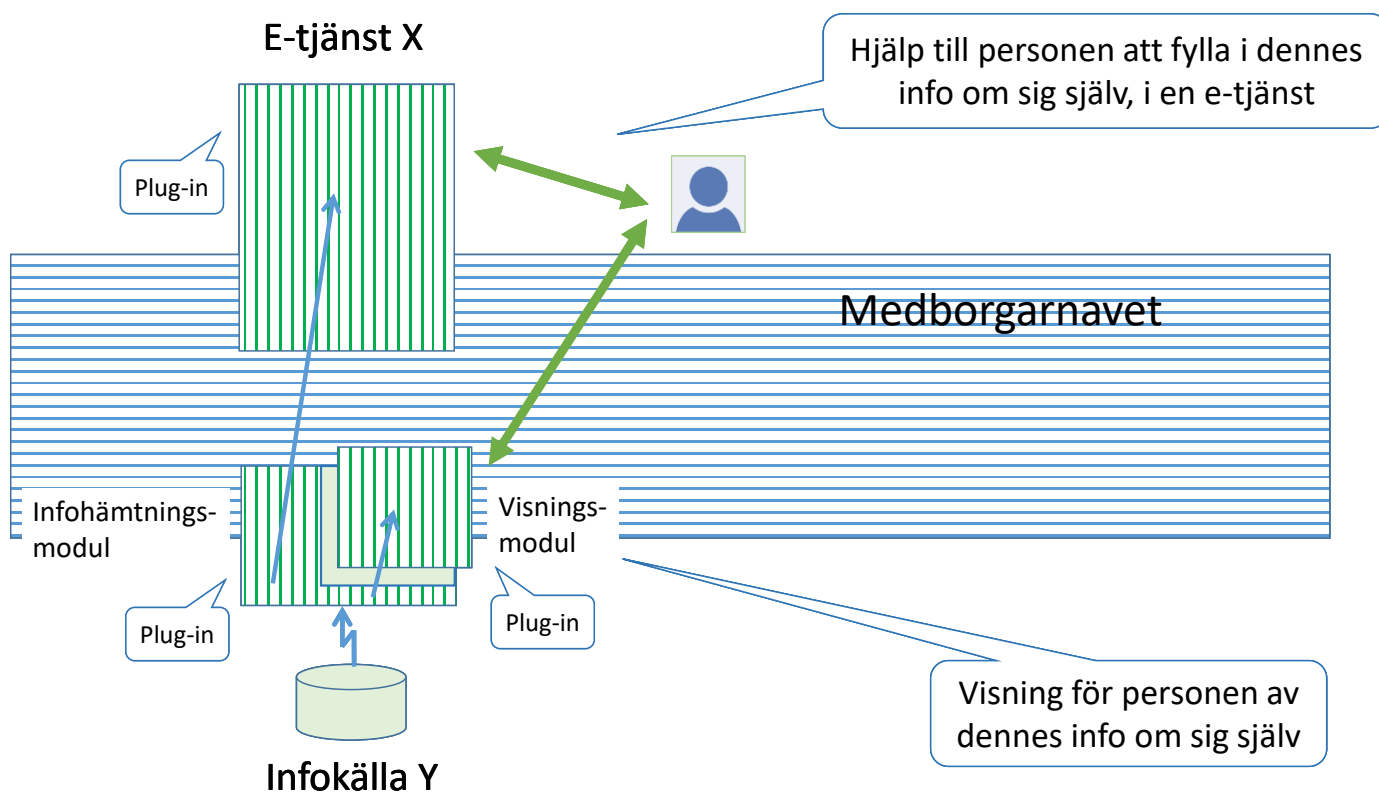 E-tjänst X
Hjälp till personen att fylla i dennes
info om sig själv, i en e-tjänst
Plug-in
Medborgarnavet
Infohämtnings-
modul
Visnings-
modul
Plug-in
Plug-in
Visning för personen av
dennes info om sig själv
Infokälla Y